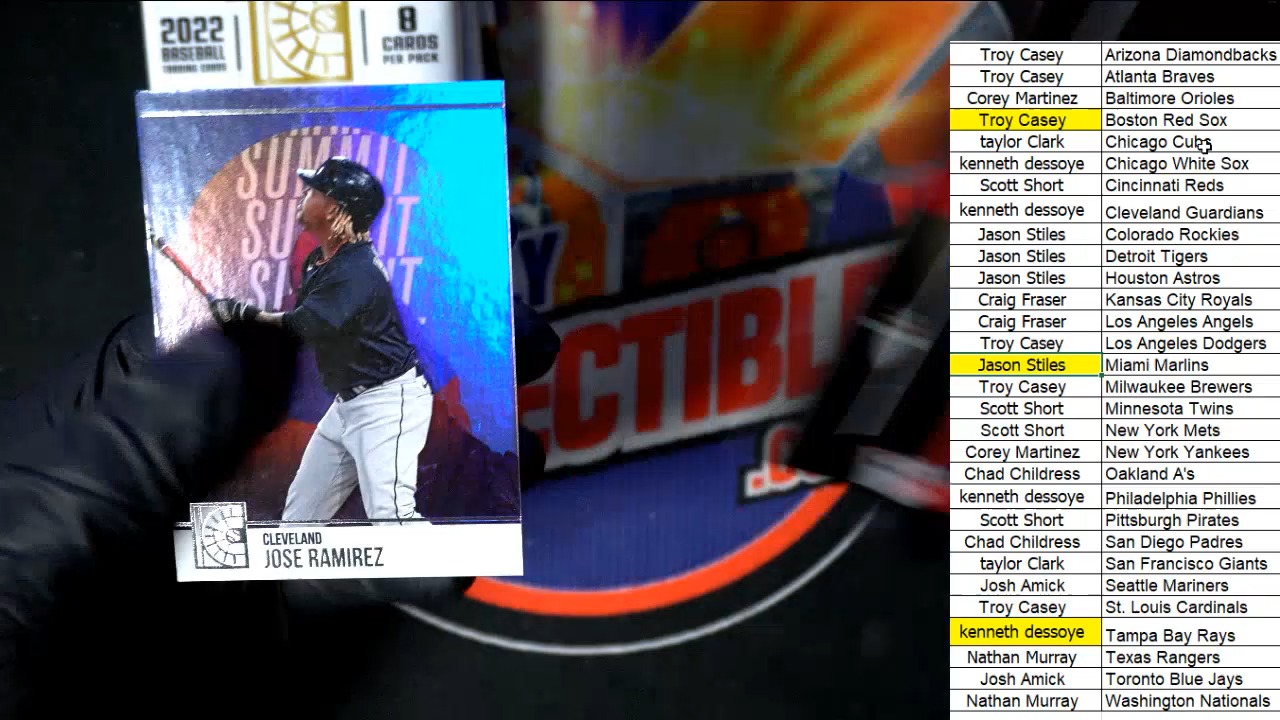 2022
BASEBALL
TRADING CARDS
8
CARDS
PER PACK
SUMMIT
SUMMIT
CLEVELAND
JOSE RAMIREZ
CTIBL
Troy Casey Arizona Diamondbacks
Troy Casey Atlanta Braves
Corey Martinez Baltimore Orioles
Troy Casey Boston Red Sox
taylor Clark Chicago Cubs
kenneth dessoye Chicago White Sox
Scott Short Cincinnati Reds
kenneth dessoye Cleveland Guardians
Jason Stiles Colorado Rockies
Jason Stiles Detroit Tigers
Jason Stiles Houston Astros
Craig Fraser Kansas City Royals
Craig Fraser Los Angeles Angels
Troy Casey Los Angeles Dodgers
Jason Stiles Miami Marlins
Troy Casey Milwaukee Brewers
Scott Short Minnesota Twins
Scott Short New York Mets
Corey Martinez New York Yankees
Chad Childress Oakland A's
kenneth dessoye Philadelphia Phillies
Scott Short Pittsburgh Pirates
Chad Childress San Diego Padres
taylor Clark San Francisco Giants
Josh Amick Seattle Mariners
Troy Casey St. Louis Cardinals
kenneth dessoye Tampa Bay Rays
Nathan Murray Texas Rangers
Josh Amick Toronto Blue Jays
Nathan Murray Washington Nationals